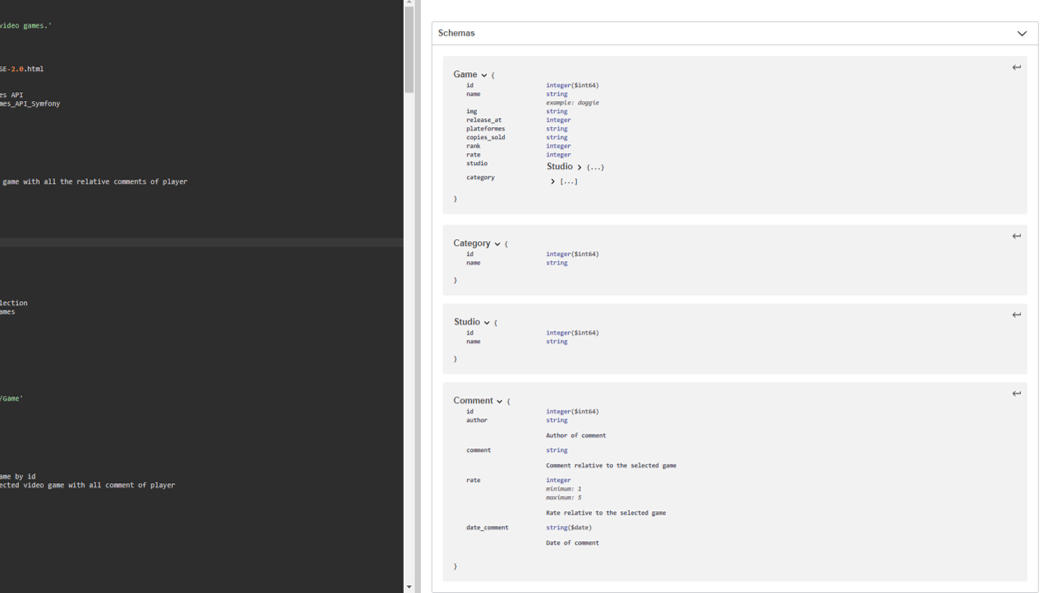 video games.'
SE-2.0.html
es API
mes_API_Symfony
game with all the relative comments of player
lection
ames
/Game'
ame by id
ected video game with all comment of player
Schemas
Game {
id integer($int64)
name string
example: doggie
img string
release_at integer
plateformes string
copies_sold string
rank integer
rate integer
studio Studio > {...}
category > [...]
}
Category {
id integer($int64)
name string
}
Studio {
id integer($int64)
name string
}
Comment {
id integer($int64)
author string
Author of comment
comment string
Comment relative to the selected game
rate integer
minimum: 1
maximum: 5
Rate relative to the selected game
date_comment string($date)
Date of comment
}